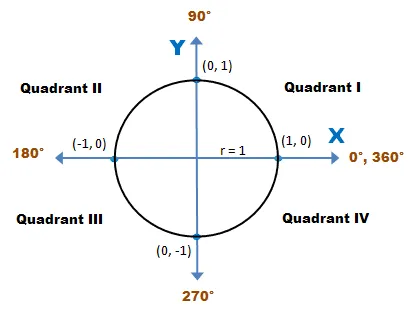 90°
Y
(0, 1)
Quadrant II
Quadrant I
(-1, 0)
(1, 0)
X
180°
r = 1
0°, 360°
Quadrant III
Quadrant IV
(0, -1)
270°